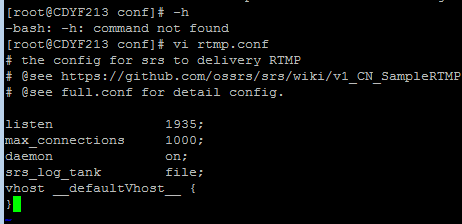 [root@CDYF213 conf]# -h
-bash: -h: command not found
[root@CDYF213 conf]# vi rtmp.conf
# the config for srs to delivery RTMP
# @see https://github.com/ossrs/srs/wiki/v1_CN_SampleRTMP
# @see full.conf for detail config.
listen              1935;
max_connections     1000;
daemon              on;
srs_log_tank        file;
vhost __defaultVhost__ {
}
~